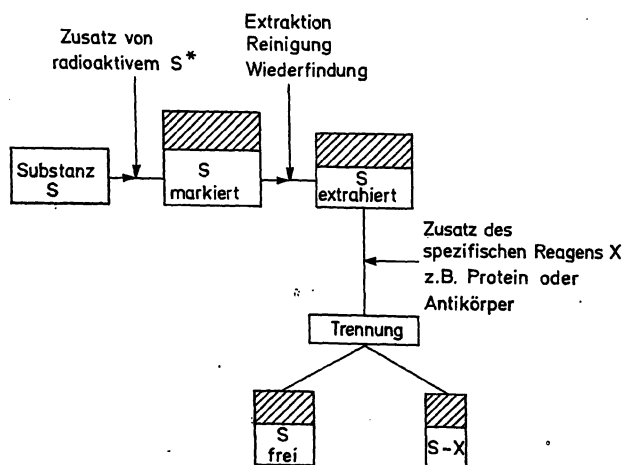 Zusatz von
radioaktivem S*
Extraktion
Reinigung
Wiederfindung
Substanz
S
S
markiert
S
extrahiert
Zusatz des
spezifischen Reagens X
z.B. Protein oder
Antikörper
Trennung
S
frei
S-X